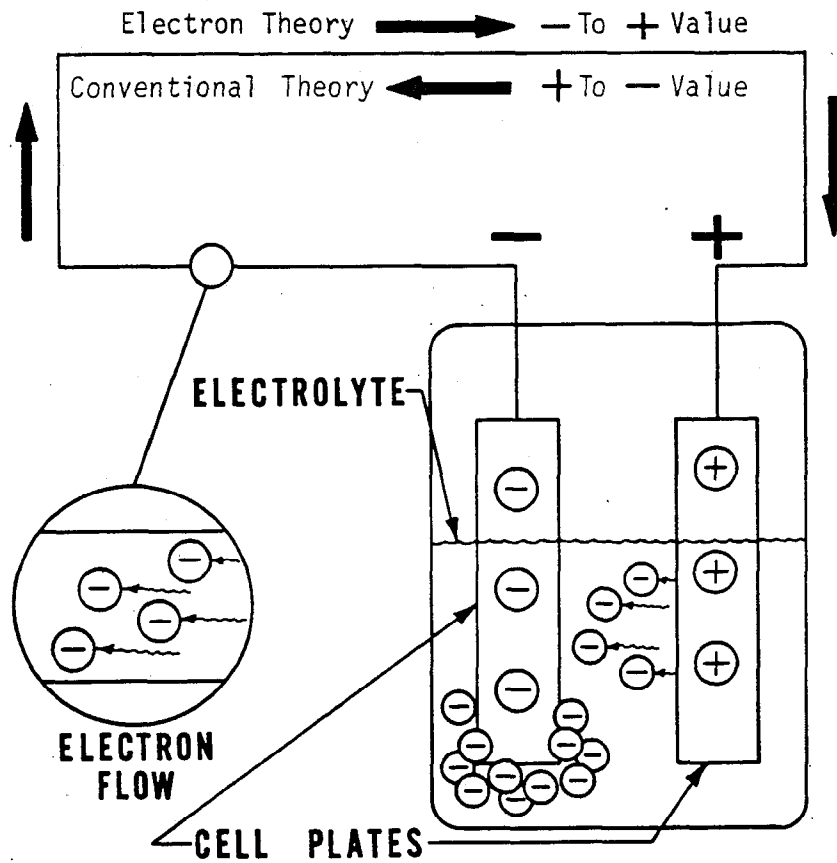 Electron Theory → − To + Value
Conventional Theory ← + To − Value
− +
ELECTROLYTE
ELECTRON
FLOW
CELL PLATES